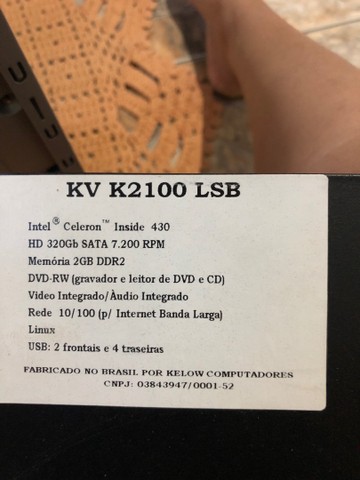 KV K2100 LSB
Intel® Celeron™ Inside 430
HD 320Gb SATA 7.200 RPM
Memória 2GB DDR2
DVD-RW (gravador e leitor de DVD e CD)
Video Integrado/Àudio Integrado
Rede 10/100 (p/ Internet Banda Larga)
Linux
USB: 2 frontais e 4 traseiras
FABRICADO NO BRASIL POR KELOW COMPUTADORES
CNPJ: 03843947/0001-52